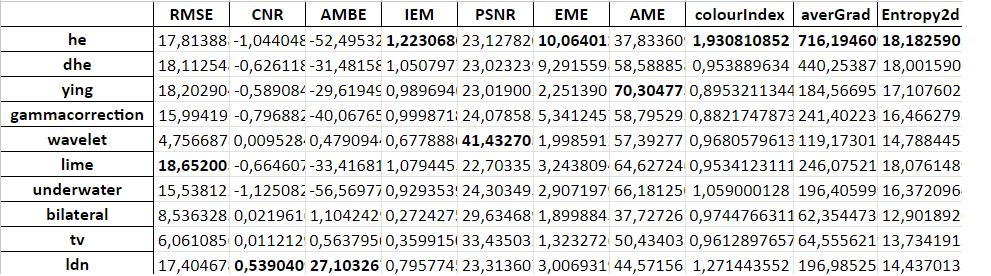 RMSE CNR AMBE IEM PSNR EME AME colourIndex averGrad Entropy2d
he 17,81388 -1,044048 -52,49532 1,223068 23,12782 10,06401 37,83360 1,930810852 716,19460 18,182590
dhe 18,11254 -0,626118 -31,48158 1,050797 23,02323 9,291559 58,58885 0,953889634 440,25387 18,001590
ying 18,20290 -0,589084 -29,61949 0,989694 23,01900 2,251390 70,30477 0,8953211344 184,56695 17,107602
gammacorrection 15,99419 -0,796882 -40,06765 0,999871 24,07858 5,341245 58,79529 0,8821747873 241,40223 16,466279
wavelet 4,756687 0,009528 0,479094 0,677888 41,43270 1,998591 57,39277 0,9680579613 119,17301 14,788445
lime 18,65200 -0,664607 -33,41681 1,079445 22,70335 3,243809 64,62724 0,9534123111 246,07521 18,076148
underwater 15,53812 -1,125082 -56,56977 0,929353 24,30349 2,907197 66,18125 1,059000128 196,40599 16,372096
bilateral 8,536328 0,021961 1,104242 0,272427 29,63468 1,899884 37,72726 0,9744766311 62,354473 12,901892
tv 6,061085 0,011212 0,563795 0,359915 33,43503 1,323272 50,43403 0,9612897657 64,555621 13,734191
ldn 17,40467 0,539040 27,10326 0,795774 23,31360 3,006931 44,57156 1,271443552 196,98525 14,437013